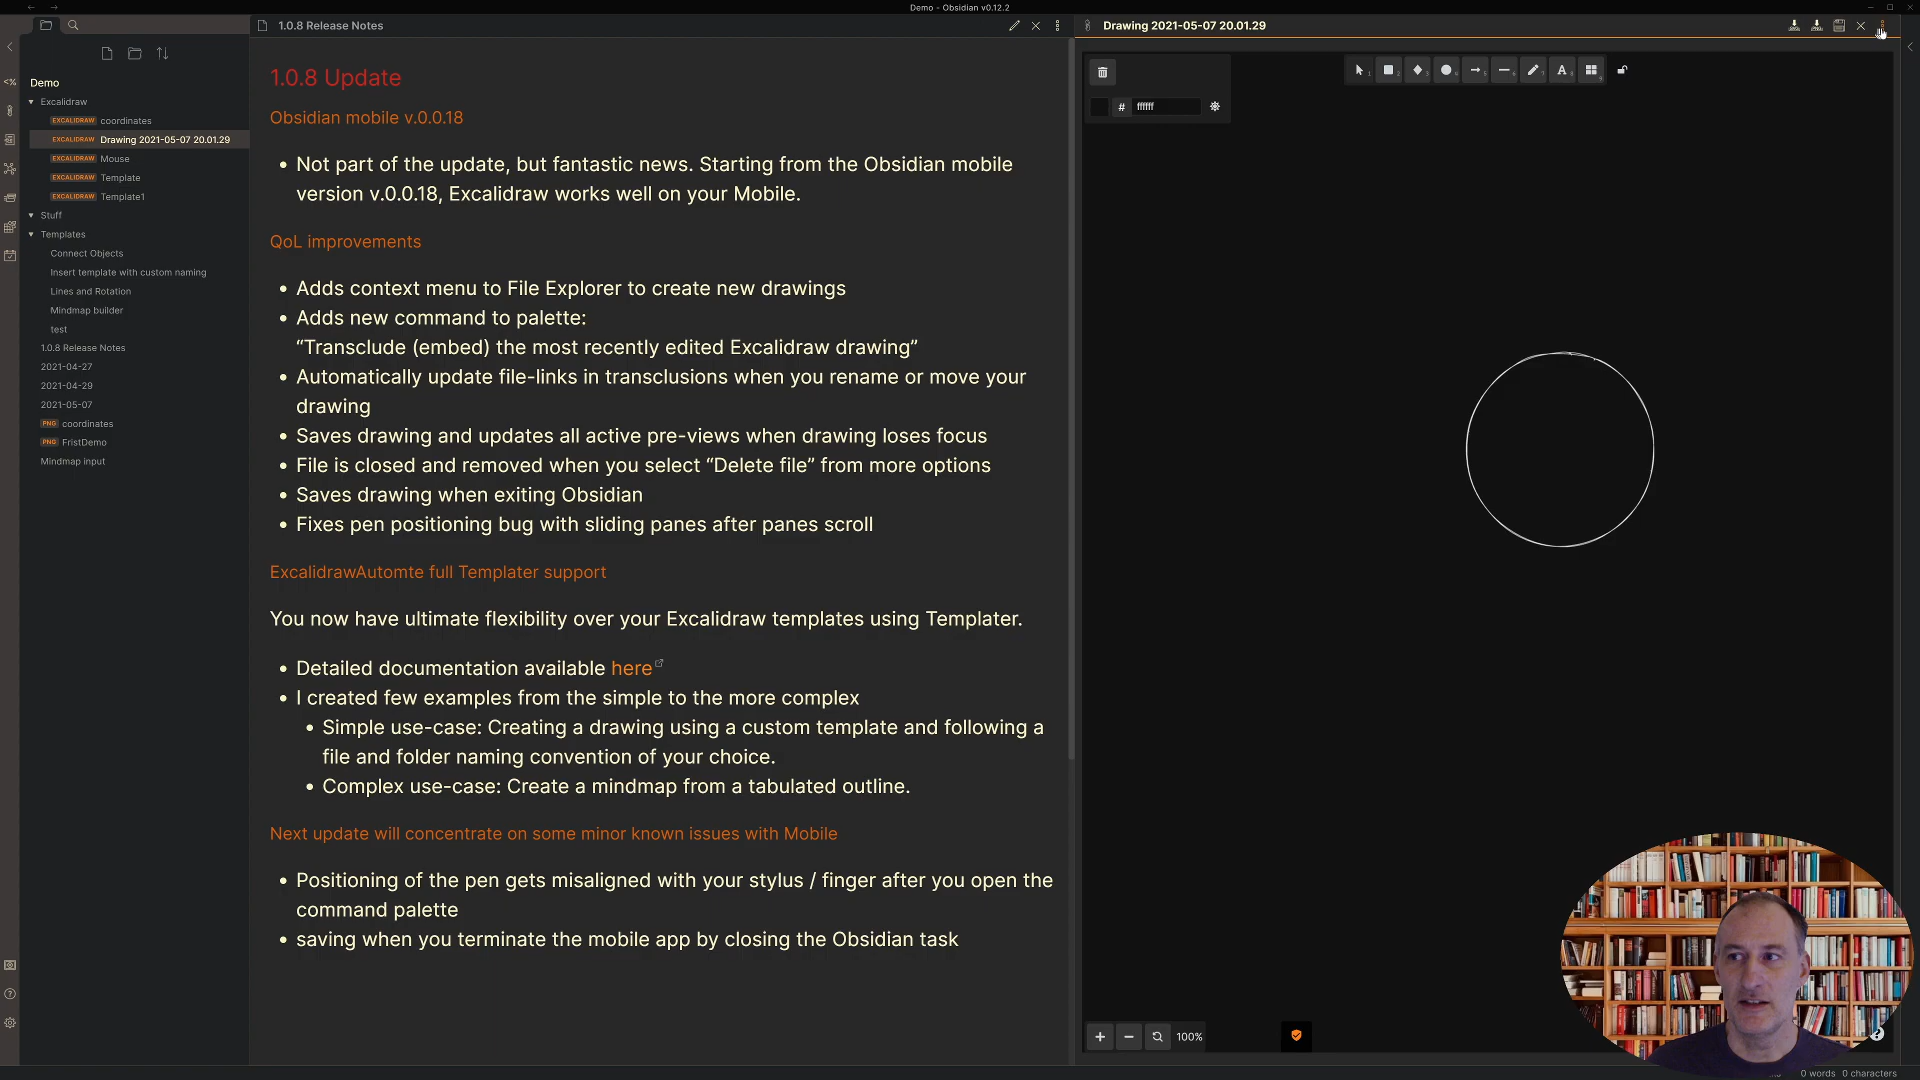 Demo - Obsidian v0.12.2
1.0.8 Release Notes
Drawing 2021-05-07 20.01.29
Demo
Excalidraw
EXCALIDRAW coordinates
EXCALIDRAW Drawing 2021-05-07 20.01.29
EXCALIDRAW Mouse
EXCALIDRAW Template
EXCALIDRAW Template1
Stuff
Templates
Connect Objects
Insert template with custom naming
Lines and Rotation
Mindmap builder
test
1.0.8 Release Notes
2021-04-27
2021-04-29
2021-05-07
PNG coordinates
PNG FristDemo
Mindmap input
1.0.8 Update
Obsidian mobile v.0.0.18
• Not part of the update, but fantastic news. Starting from the Obsidian mobile
version v.0.0.18, Excalidraw works well on your Mobile.
QoL improvements
• Adds context menu to File Explorer to create new drawings
• Adds new command to palette:
“Transclude (embed) the most recently edited Excalidraw drawing”
• Automatically update file-links in transclusions when you rename or move your
drawing
• Saves drawing and updates all active pre-views when drawing loses focus
• File is closed and removed when you select “Delete file” from more options
• Saves drawing when exiting Obsidian
• Fixes pen positioning bug with sliding panes after panes scroll
ExcalidrawAutomte full Templater support
You now have ultimate flexibility over your Excalidraw templates using Templater.
• Detailed documentation available here
• I created few examples from the simple to the more complex
• Simple use-case: Creating a drawing using a custom template and following a
file and folder naming convention of your choice.
• Complex use-case: Create a mindmap from a tabulated outline.
Next update will concentrate on some minor known issues with Mobile
• Positioning of the pen gets misaligned with your stylus / finger after you open the
command palette
• saving when you terminate the mobile app by closing the Obsidian task
# ffffff
A
100%
0 words 0 characters